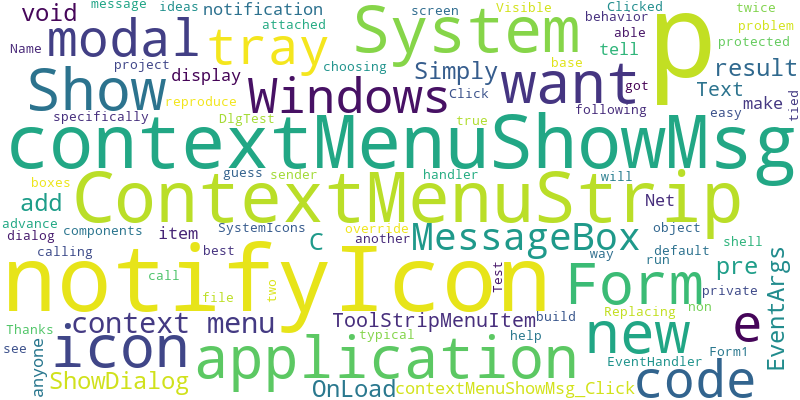 message ideas notification screen Visible Clicked twice
void attached behavior problem
Name modal tray System able tell p protected
project display choosing Simply base result
Show Windows Click want got Text
reproduce following make
specifically DlgTest true easy tied
contextMenuShowMsg
boxes guess sender handler will
add ContextMenuStrip Net
advance components item SystemIcons override object
dialog C another MessageBox way default shell
calling best run
notifyIcon call Test Form pre EventArgs
file two private
Replacing non
Thanks context menu ToolStripMenuItem build new e
see icon typical help
anyone application EventHandler Form1
ShowDialog OnLoad contextMenuShowMsg_Click code